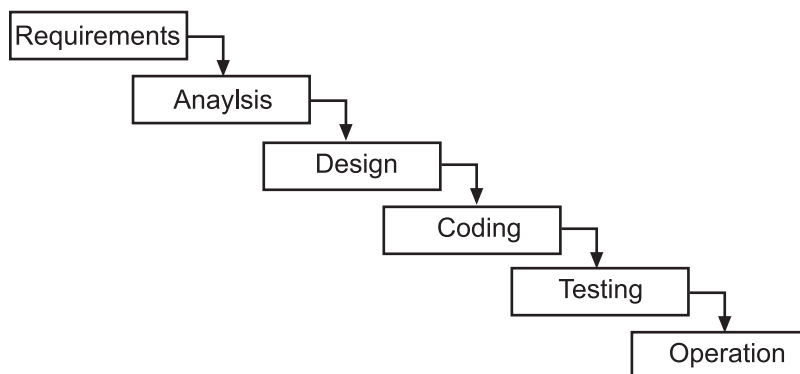 Requirements
Anaylsis
Design
Coding
Testing
Operation